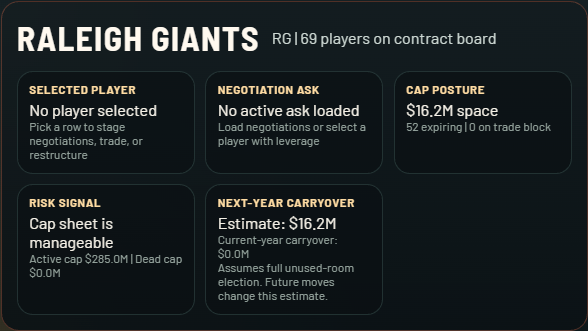 RALEIGH GIANTS RG | 69 players on contract board
SELECTED PLAYER
No player selected
Pick a row to stage
negotiations, trade, or
restructure
NEGOTIATION ASK
No active ask loaded
Load negotiations or select a
player with leverage
CAP POSTURE
$16.2M space
52 expiring | 0 on trade block
RISK SIGNAL
Cap sheet is
manageable
Active cap $285.0M | Dead cap
$0.0M
NEXT-YEAR CARRYOVER
Estimate: $16.2M
Current-year carryover:
$0.0M
Assumes full unused-room
election. Future moves
change this estimate.